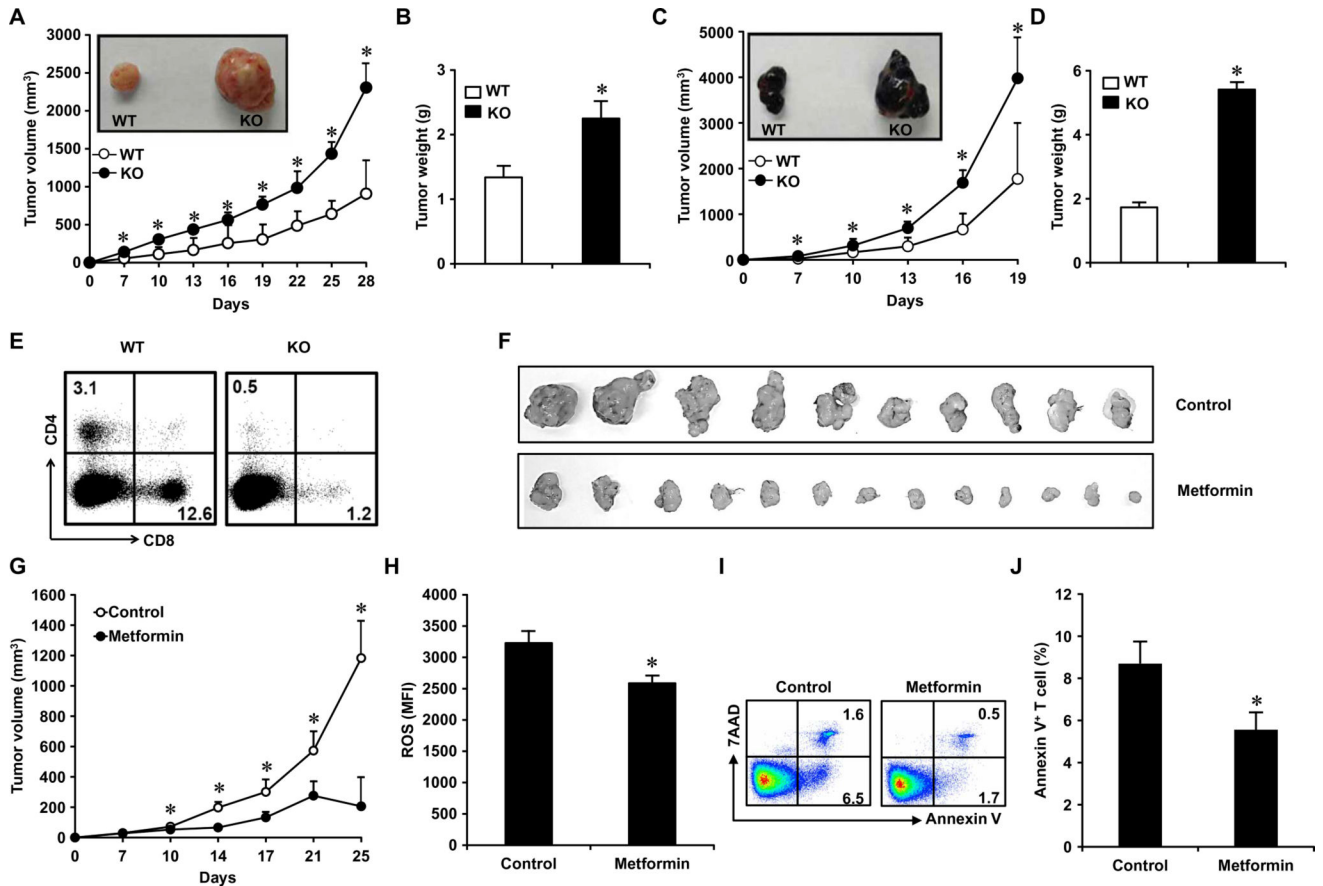 A
Tumor volume (mm³)
3000
2500
2000
1500
1000
500
0
WT
KO
WT
KO
*
*
*
*
*
*
*
*
0 7 10 13 16 19 22 25 28
Days
B
Tumor weight (g)
3
2
1
0
WT
KO
*
C
Tumor volume (mm³)
5000
4000
3000
2000
1000
0
WT
KO
WT
KO
*
*
*
*
*
0 7 10 13 16 19
Days
D
Tumor weight (g)
6
4
2
0
WT
KO
*
E
WT
KO
3.1
12.6
0.5
1.2
CD4
CD8
F
Control
Metformin
G
Tumor volume (mm³)
1600
1400
1200
1000
800
600
400
200
0
Control
Metformin
*
*
*
*
*
0 7 10 14 17 21 25
Days
H
ROS (MFI)
4000
3500
3000
2500
2000
1500
1000
500
0
*
Control Metformin
I
Control
Metformin
1.6
6.5
0.5
1.7
7AAD
Annexin V
J
Annexin V⁺ T cell (%)
12
10
8
6
4
2
0
*
Control Metformin